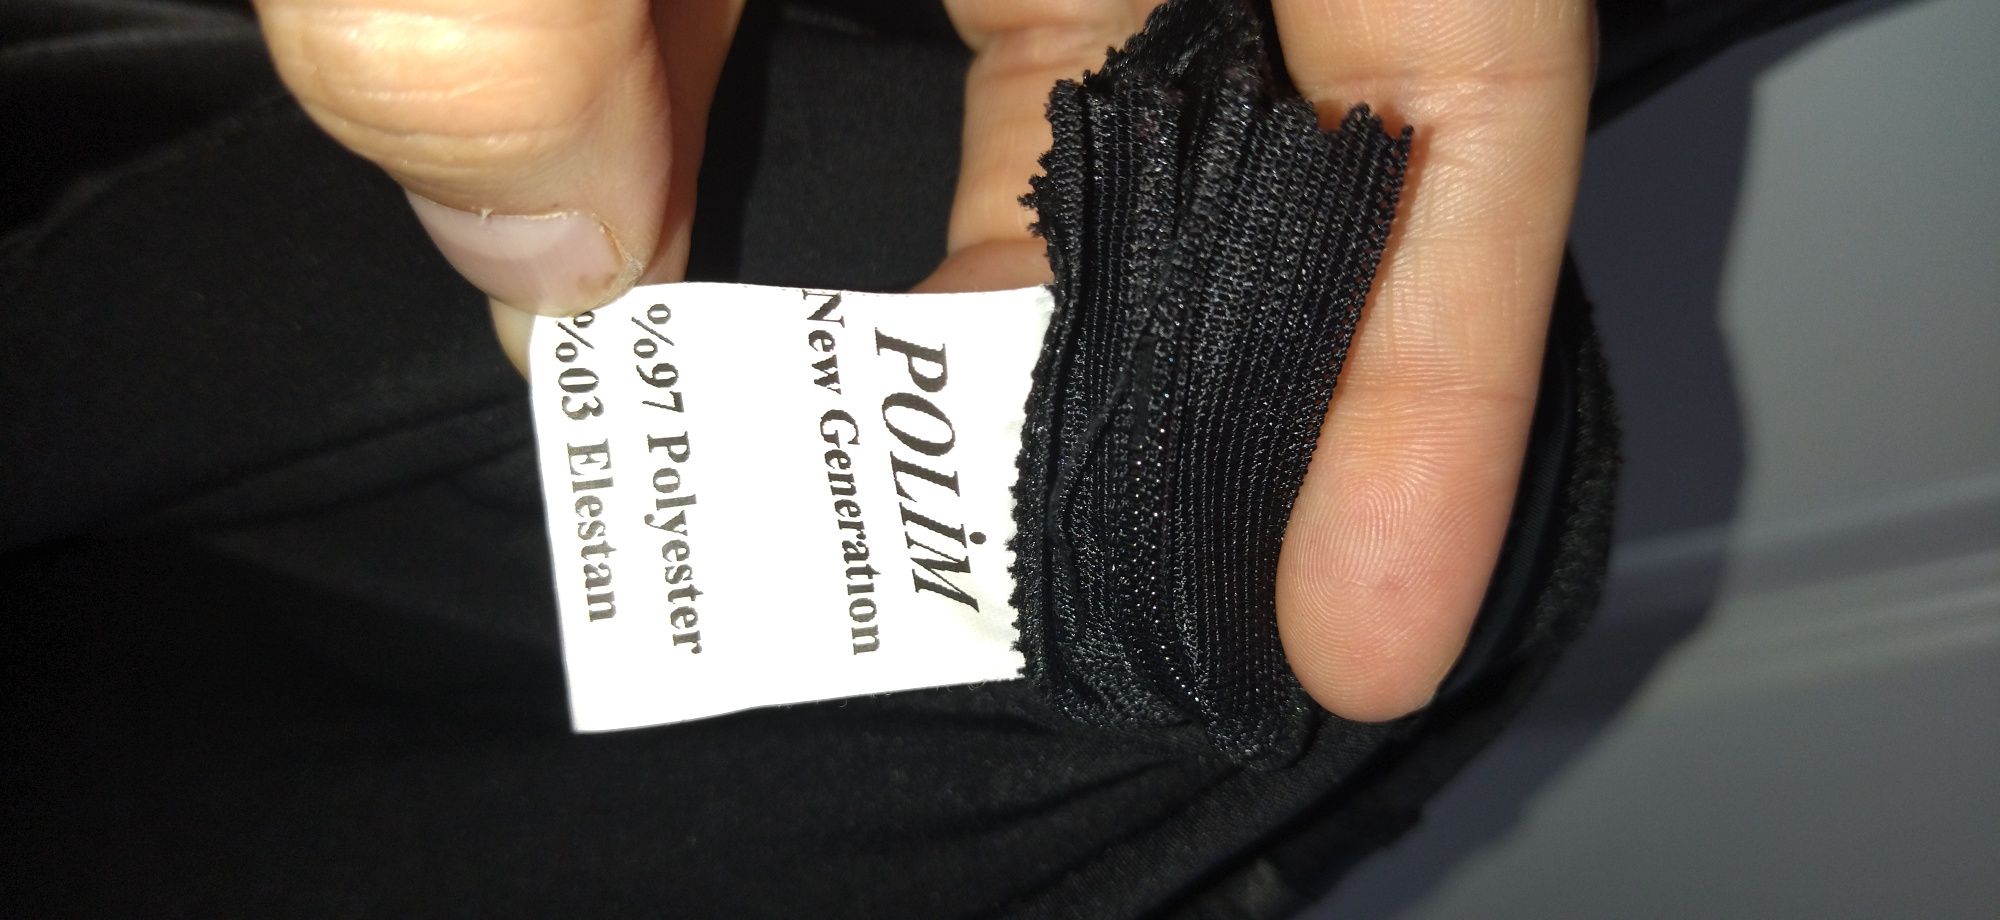 POLİM
New Generation
%97 Polyester
%03 Elestan